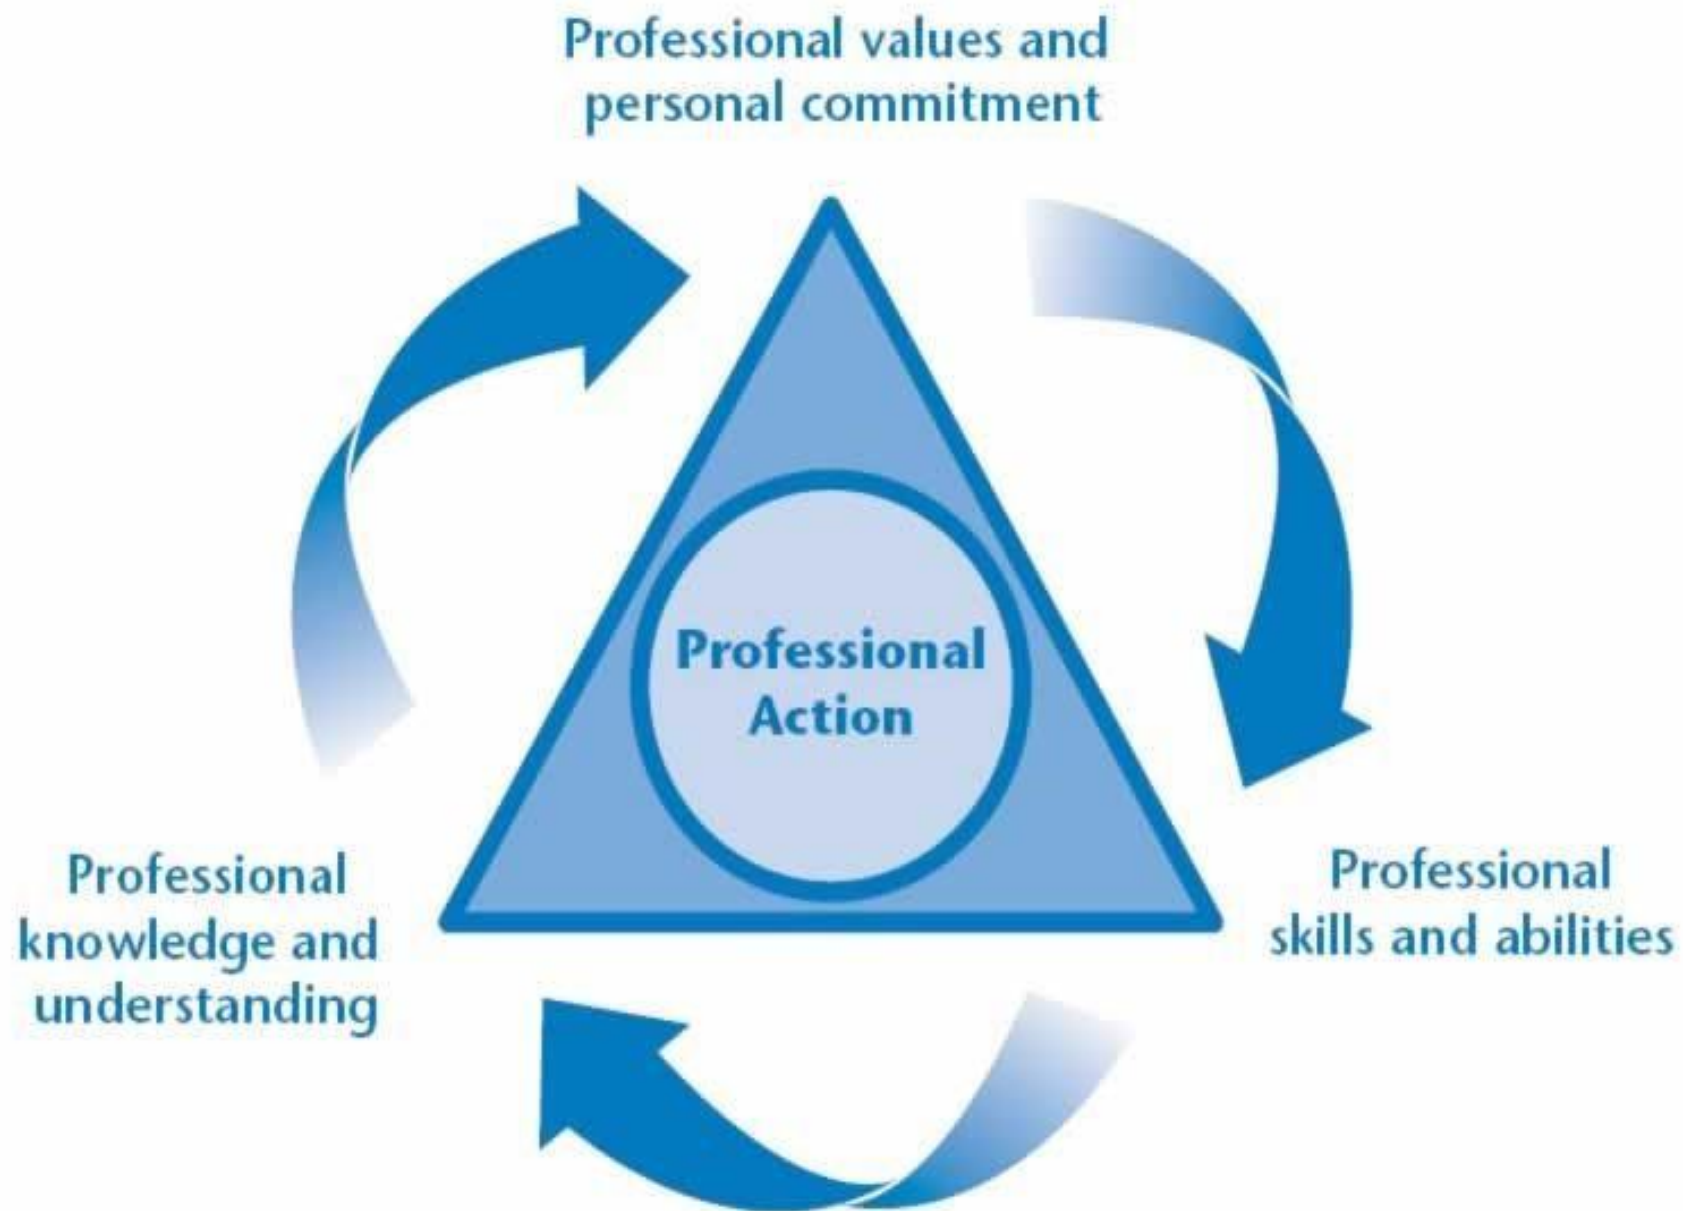 Professional values and
personal commitment
Professional
Action
Professional
knowledge and
understanding
Professional
skills and abilities